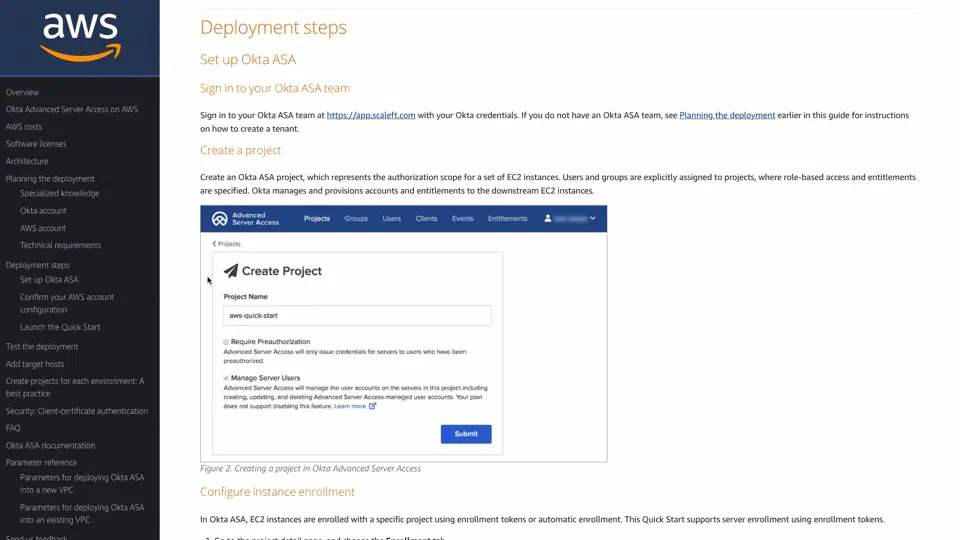 aws
Overview
Okta Advanced Server Access on AWS
AWS costs
Software licenses
Architecture
Planning the deployment
Specialized knowledge
Okta account
AWS account
Technical requirements
Deployment steps
Set up Okta ASA
Confirm your AWS account
configuration
Launch the Quick Start
Test the deployment
Add target hosts
Create projects for each environment: A
best practice
Security: Client-certificate authentication
FAQ
Okta ASA documentation
Parameter reference
Parameters for deploying Okta ASA
into a new VPC
Parameters for deploying Okta ASA
into an existing VPC
Send us feedback
Deployment steps
Set up Okta ASA
Sign in to your Okta ASA team
Sign in to your Okta ASA team at https://app.scaleft.com with your Okta credentials. If you do not have an Okta ASA team, see Planning the deployment earlier in this guide for instructions
on how to create a tenant.
Create a project
Create an Okta ASA project, which represents the authorization scope for a set of EC2 instances. Users and groups are explicitly assigned to projects, where role-based access and entitlements
are specified. Okta manages and provisions accounts and entitlements to the downstream EC2 instances.
Advanced
Server Access
Projects Groups Users Clients Events Entitlements
Projects
Create Project
Project Name
aws-quick-start
Require Preauthorization
Advanced Server Access will only issue credentials for servers to users who have been
preauthorized.
Manage Server Users
Advanced Server Access will manage the user accounts on the servers in this project including
creating, updating, and deleting Advanced Server Access-managed user accounts. Your plan
does not support disabling this feature. Learn more
Submit
Figure 2. Creating a project in Okta Advanced Server Access
Configure instance enrollment
In Okta ASA, EC2 instances are enrolled with a specific project using enrollment tokens or automatic enrollment. This Quick Start supports server enrollment using enrollment tokens.
1. Go to the project detail page, and choose the Enrollment tab.